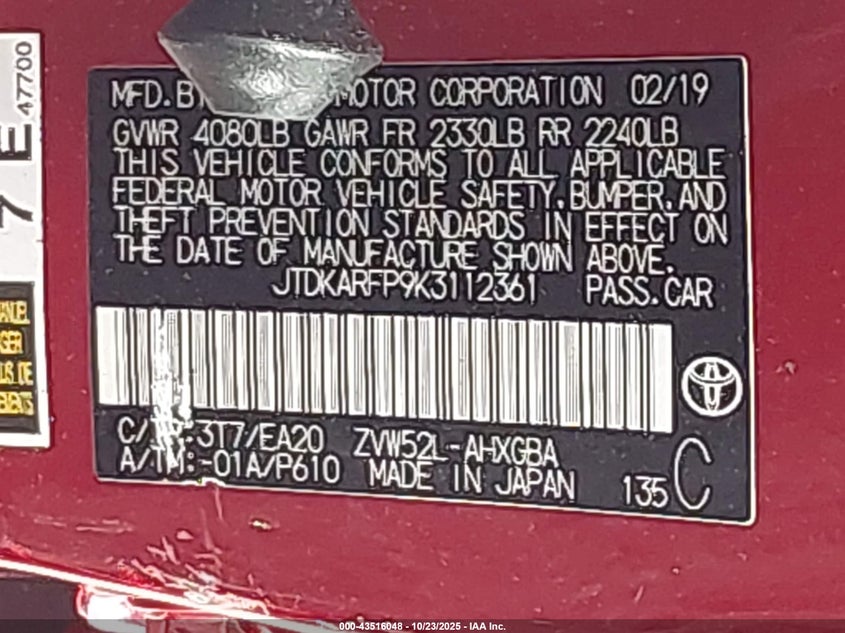 MFD.BY MOTOR CORPORATION 02/19
GVWR 4080LB GAWR FR 2330LB RR 2240LB
THIS VEHICLE CONFORMS TO ALL APPLICABLE
FEDERAL MOTOR VEHICLE SAFETY, BUMPER, AND
THEFT PREVENTION STANDARDS IN EFFECT ON
THE DATE OF MANUFACTURE SHOWN ABOVE.
JTDKARFP9K3112361 PASS.CAR
C/TR:3T7/EA20 ZVW52L-AHXGBA
A/TM:-01A/P610 MADE IN JAPAN 135 C
7 E
47700
000-43516048 - 10/23/2025 - IAA Inc.